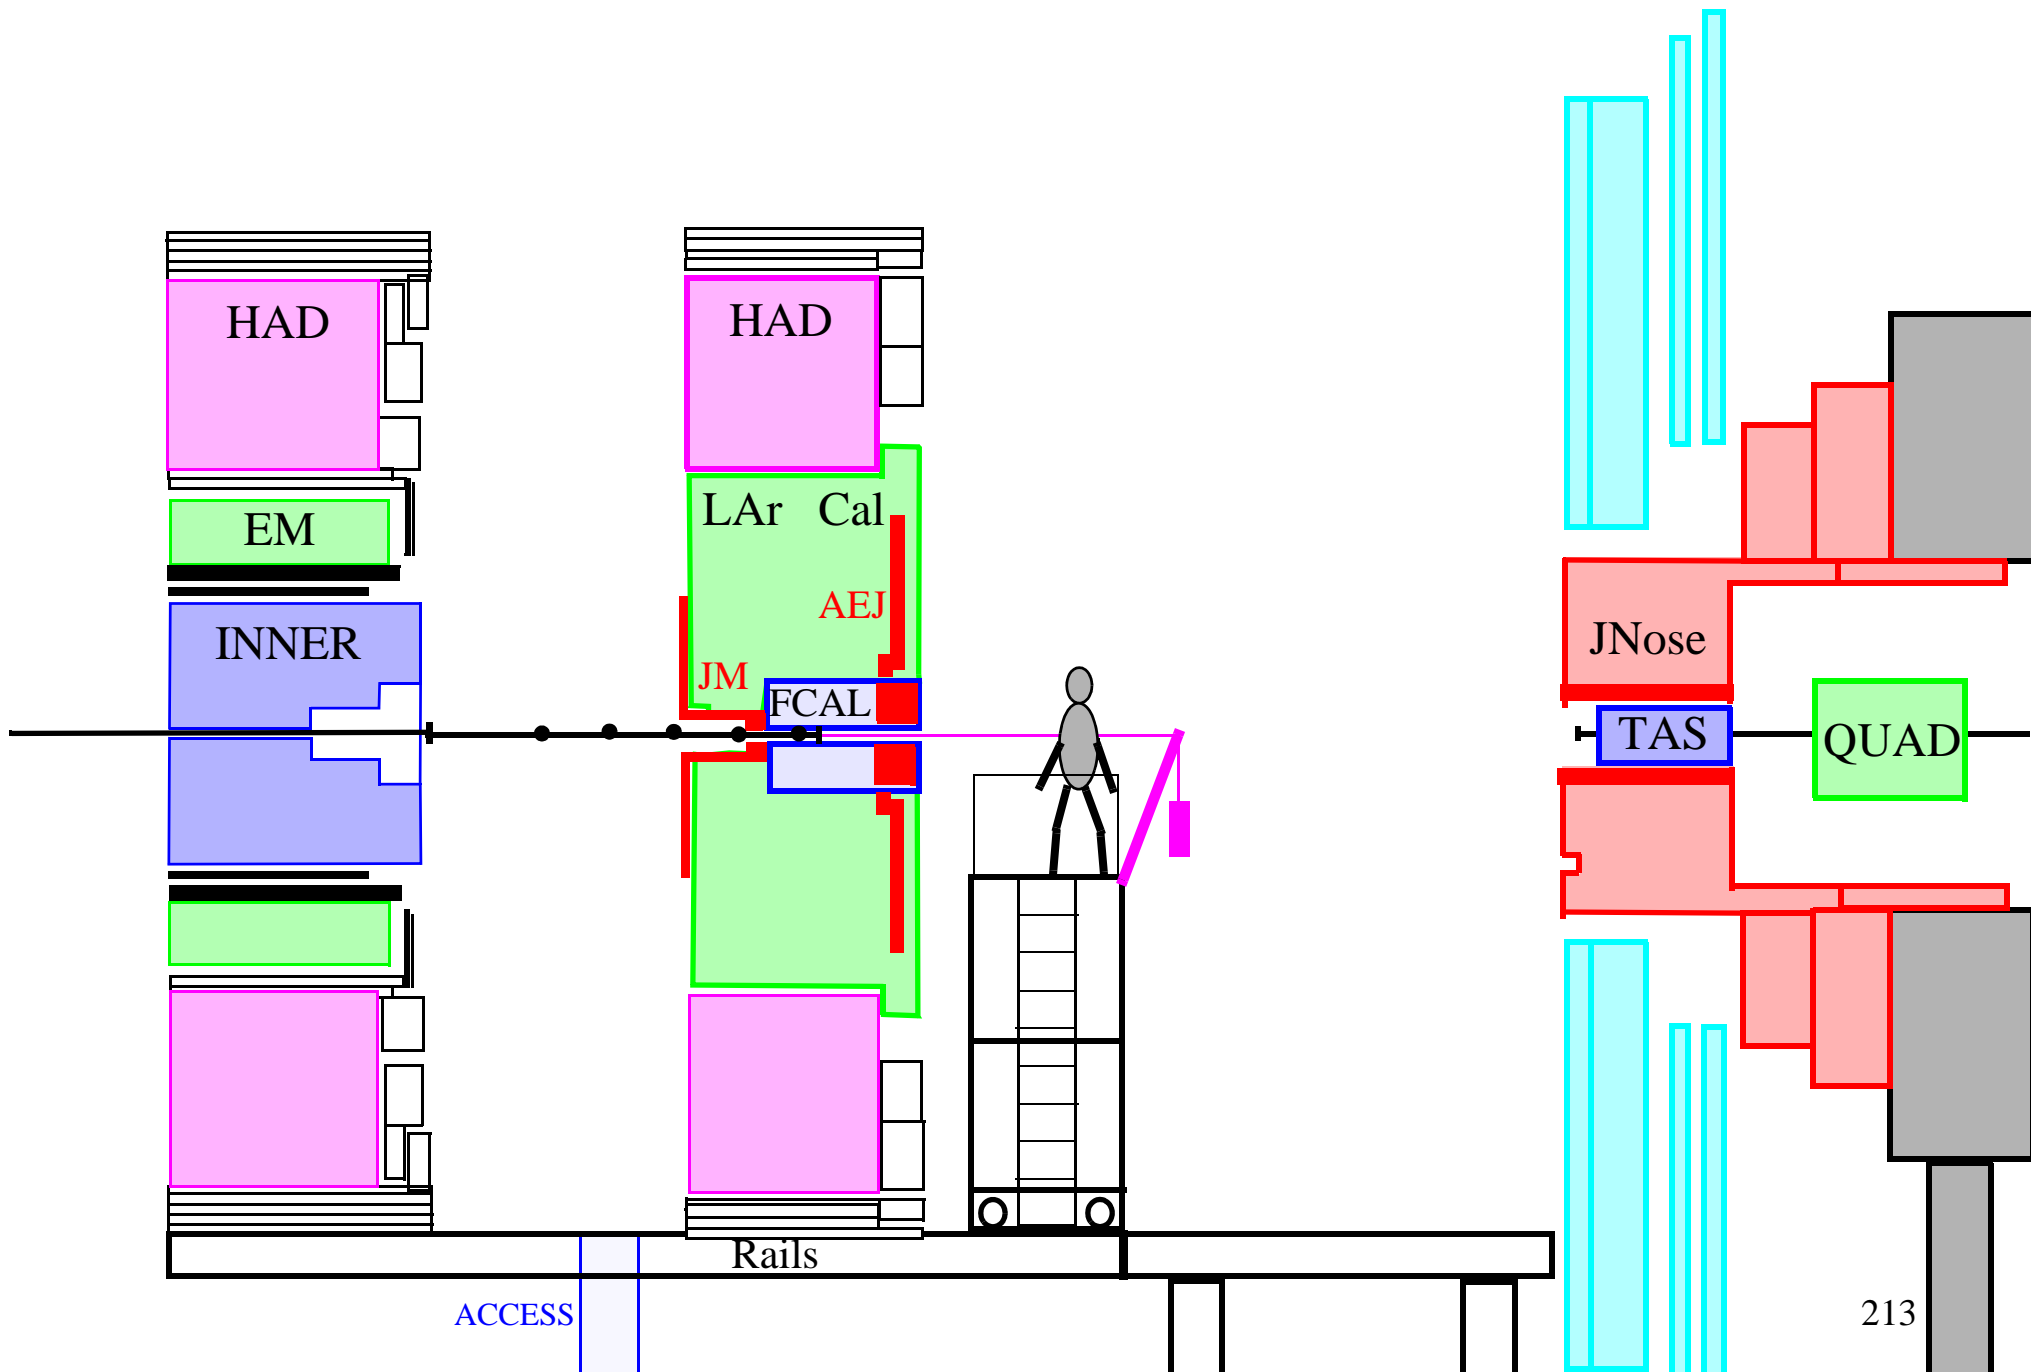 HAD
HAD
LAr Cal
EM
AEJ
INNER
JNose
JM
FCAL
TAS
QUAD
Rails
ACCESS
213